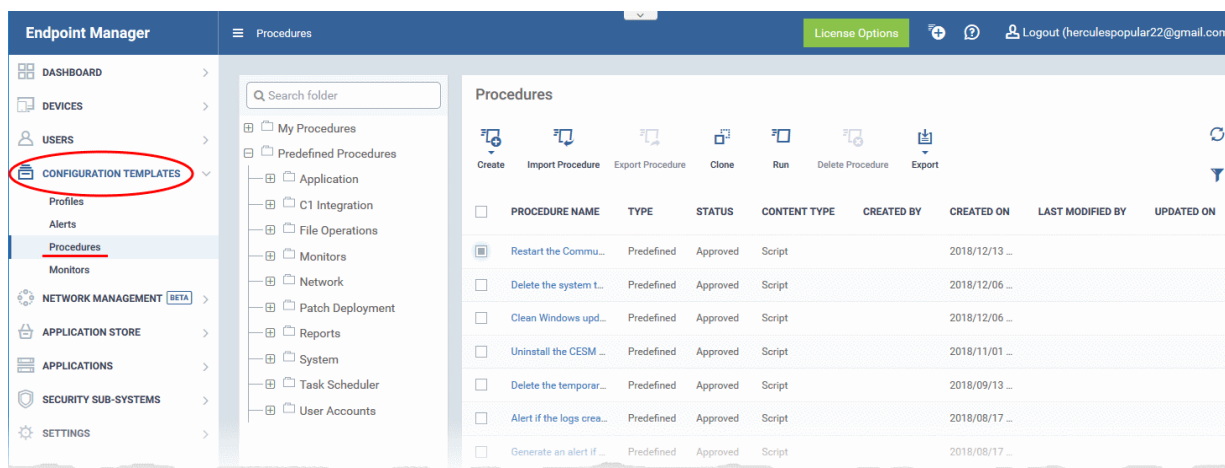 Endpoint Manager
Procedures
License Options
Logout (herculespopular22@gmail.con
DASHBOARD
DEVICES
USERS
CONFIGURATION TEMPLATES
Profiles
Alerts
Procedures
Monitors
NETWORK MANAGEMENT BETA
APPLICATION STORE
APPLICATIONS
SECURITY SUB-SYSTEMS
SETTINGS
Search folder
My Procedures
Predefined Procedures
Application
C1 Integration
File Operations
Monitors
Network
Patch Deployment
Reports
System
Task Scheduler
User Accounts
Procedures
Create Import Procedure Export Procedure Clone Run Delete Procedure Export
PROCEDURE NAME TYPE STATUS CONTENT TYPE CREATED BY CREATED ON LAST MODIFIED BY UPDATED ON
Restart the Commu... Predefined Approved Script 2018/12/13 ...
Delete the system t... Predefined Approved Script 2018/12/06 ...
Clean Windows upd... Predefined Approved Script 2018/12/06 ...
Uninstall the CESM ... Predefined Approved Script 2018/11/01 ...
Delete the temporar... Predefined Approved Script 2018/09/13 ...
Alert if the logs crea... Predefined Approved Script 2018/08/17 ...
Generate an alert if ... Predefined Approved Script 2018/08/17 ...